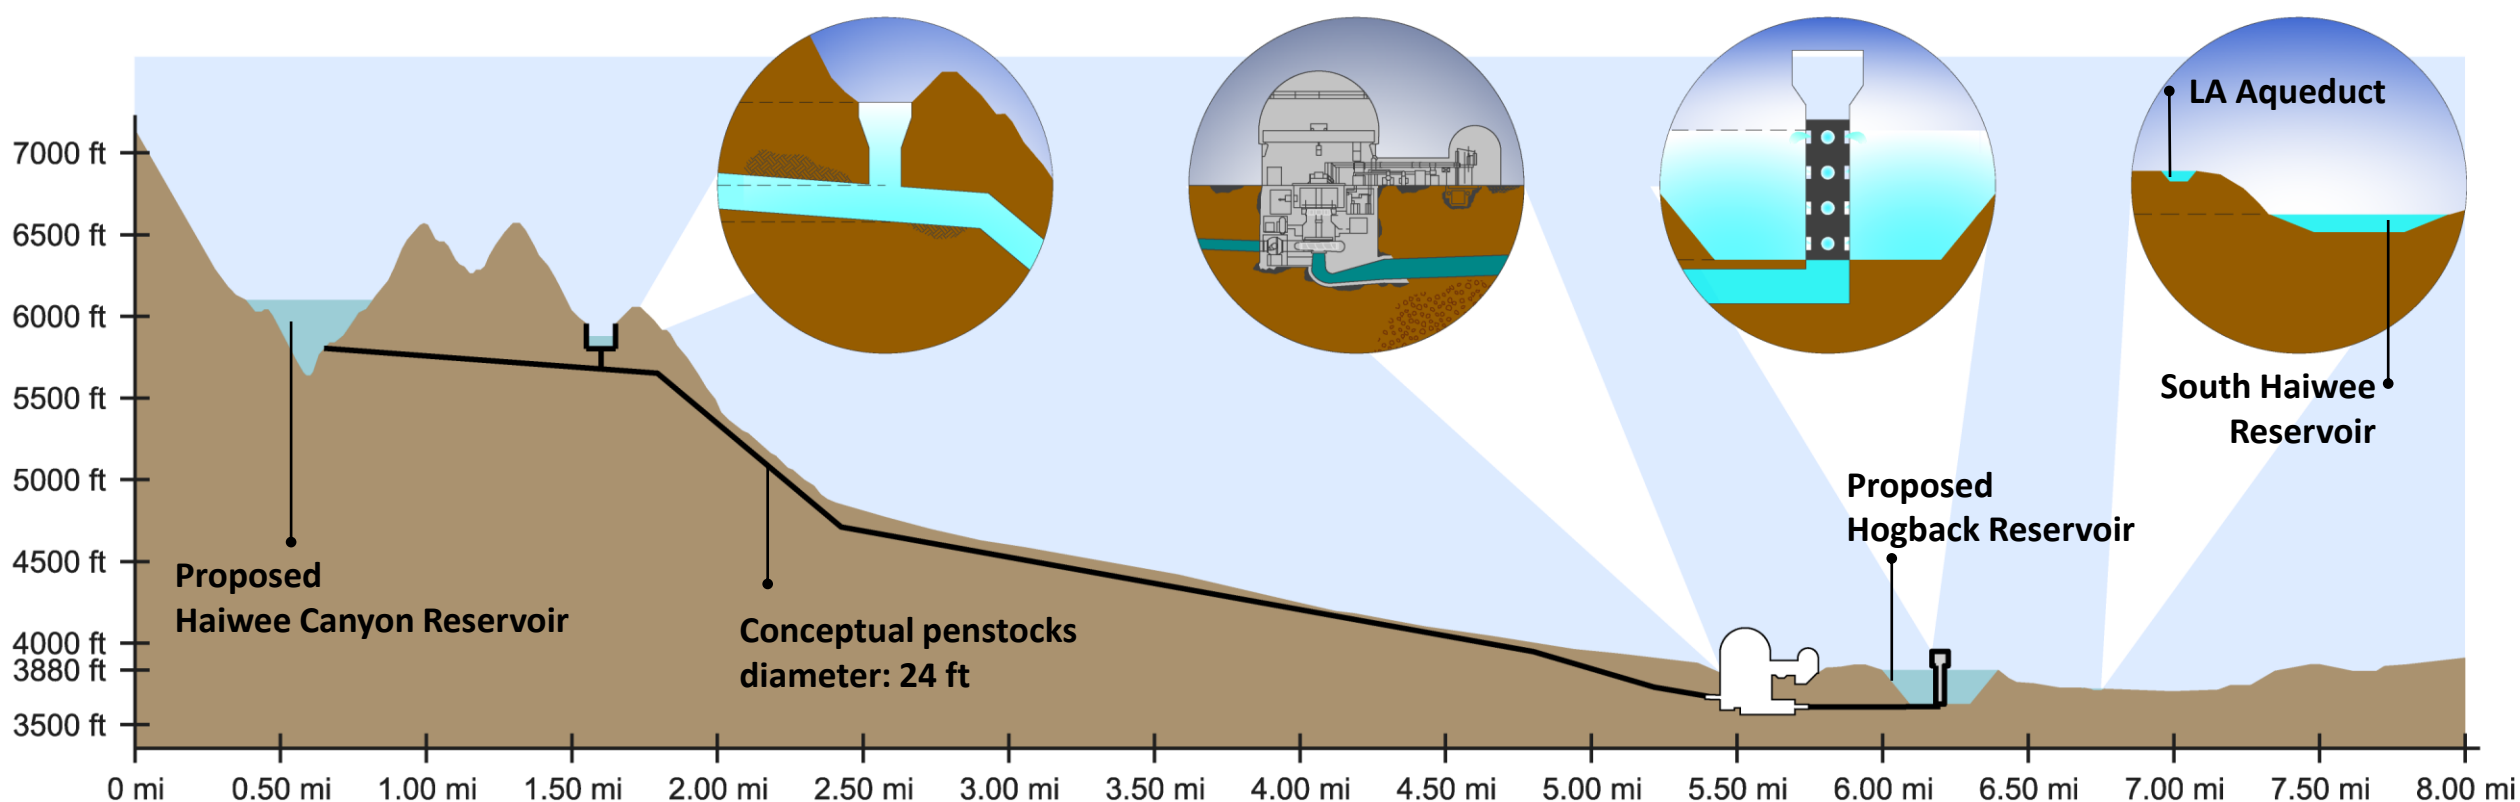 LA Aqueduct
South Haiwee
Reservoir
Proposed
Hogback Reservoir
Proposed
Haiwee Canyon Reservoir
Conceptual penstocks
diameter: 24 ft
7000 ft
6500 ft
6000 ft
5500 ft
5000 ft
4500 ft
4000 ft
3880 ft
3500 ft
0 mi
0.50 mi
1.00 mi
1.50 mi
2.00 mi
2.50 mi
3.00 mi
3.50 mi
4.00 mi
4.50 mi
5.00 mi
5.50 mi
6.00 mi
6.50 mi
7.00 mi
7.50 mi
8.00 mi